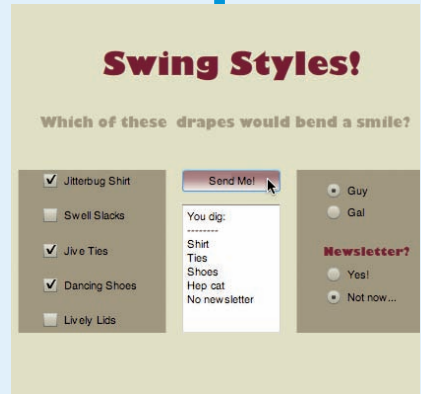 Swing Styles!
Which of these drapes would bend a smile?
Jitterbug Shirt
Swell Slacks
Jive Ties
Dancing Shoes
Lively Lids
Send Me!
You dig:
--------
Shirt
Ties
Shoes
Hep cat
No newsletter
Guy
Gal
Newsletter?
Yes!
Not now...